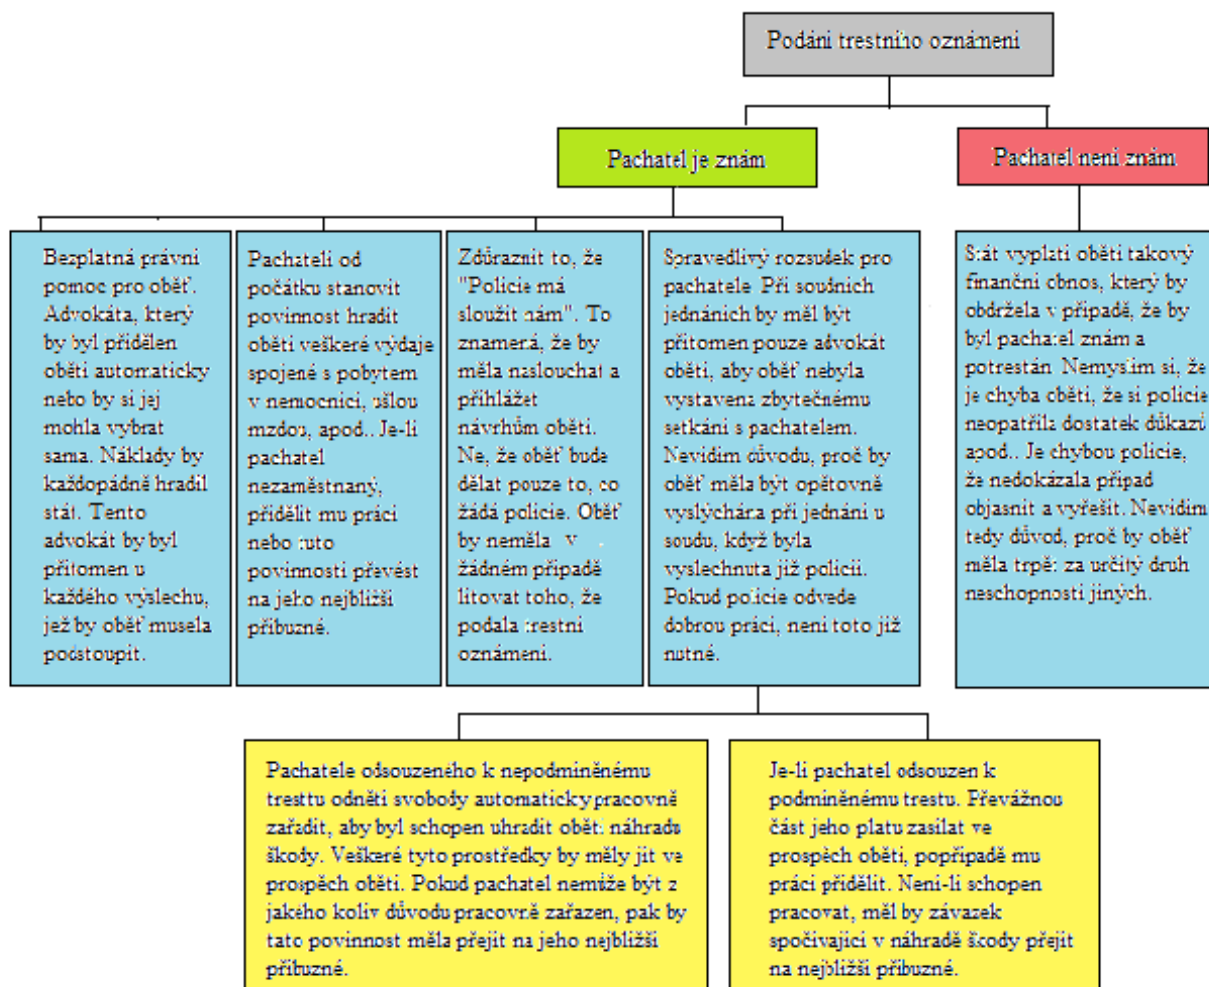 Podání trestního oznámení
Pachatel je znám
Pachatel není znám
Bezplatná právní
pomoc pro oběť.
Advokáta, který
by byl přidělen
oběti automaticky
nebo by si jej
mohla vybrat
sama. Náklady by
každopádně hradil
stát. Tento
advokát by byl
přítomen u
každého výslechu,
jež by oběť musela
podstoupit.
Pachateli od
počátku stanovit
povinnost hradit
oběti veškeré výdaje
spojené s pobytem
v nemocnici, ušlou
mzdou, apod.. Je-li
pachatel
nezaměstnaný,
přidělit mu práci
nebo tuto
povinnosti převést
na jeho nejbližší
příbuzné.
Zdůraznit to, že
"Policie má
sloužit nám". To
znamená, že by
měla naslouchat a
přihlážet
návrhům oběti.
Ne, že oběť bude
dělat pouze to, co
žádá policie. Oběť
by neměla v
žádném případě
litovat toho, že
podala trestní
oznámení.
Spravedlivý rozsudek pro
pachatele. Při soudních
jednáních by měl být
přítomen pouze advokát
oběti, aby oběť nebyla
vystavena zbytečnému
setkání s pachatelem.
Nevidím důvodu, proč by
oběť měla být opětovně
vyslýchána při jednání u
soudu, když byla
vyslechnuta již policií.
Pokud policie odvede
dobrou práci, není toto již
nutné.
Stát vyplatí oběti takový
finanční obnos, který by
obdržela v případě, že by
byl pachatel znám a
potrestán. Nemyslím si, že
je chyba oběti, že si policie
neopatřila dostatek důkazů
apod.. Je chybou policie,
že nedokázala případ
objasnit a vyřešit. Nevidím
tedy důvod, proč by oběť
měla trpět za určitý druh
neschopnosti jiných.
Pachatele odsouzeného k nepodmíněnému
tresttu odnětí svobody automaticky pracovně
zařadit, aby byl schopen uhradit oběti náhradu
škody. Veškeré tyto prostředky by měly jít ve
prospěch oběti. Pokud pachatel nemůže být z
jakého koliv důvodu pracovně zařazen, pak by
tato povinnost měla přejít na jeho nejbližší
příbuzné.
Je-li pachatel odsouzen k
podmíněnému trestu. Převážnou
část jeho platu zasílat ve
prospěch oběti, popřípadě mu
práci přidělit. Není-li schopen
pracovat, měl by závazek
spočívající v náhradě škody přejít
na nejbližší příbuzné.